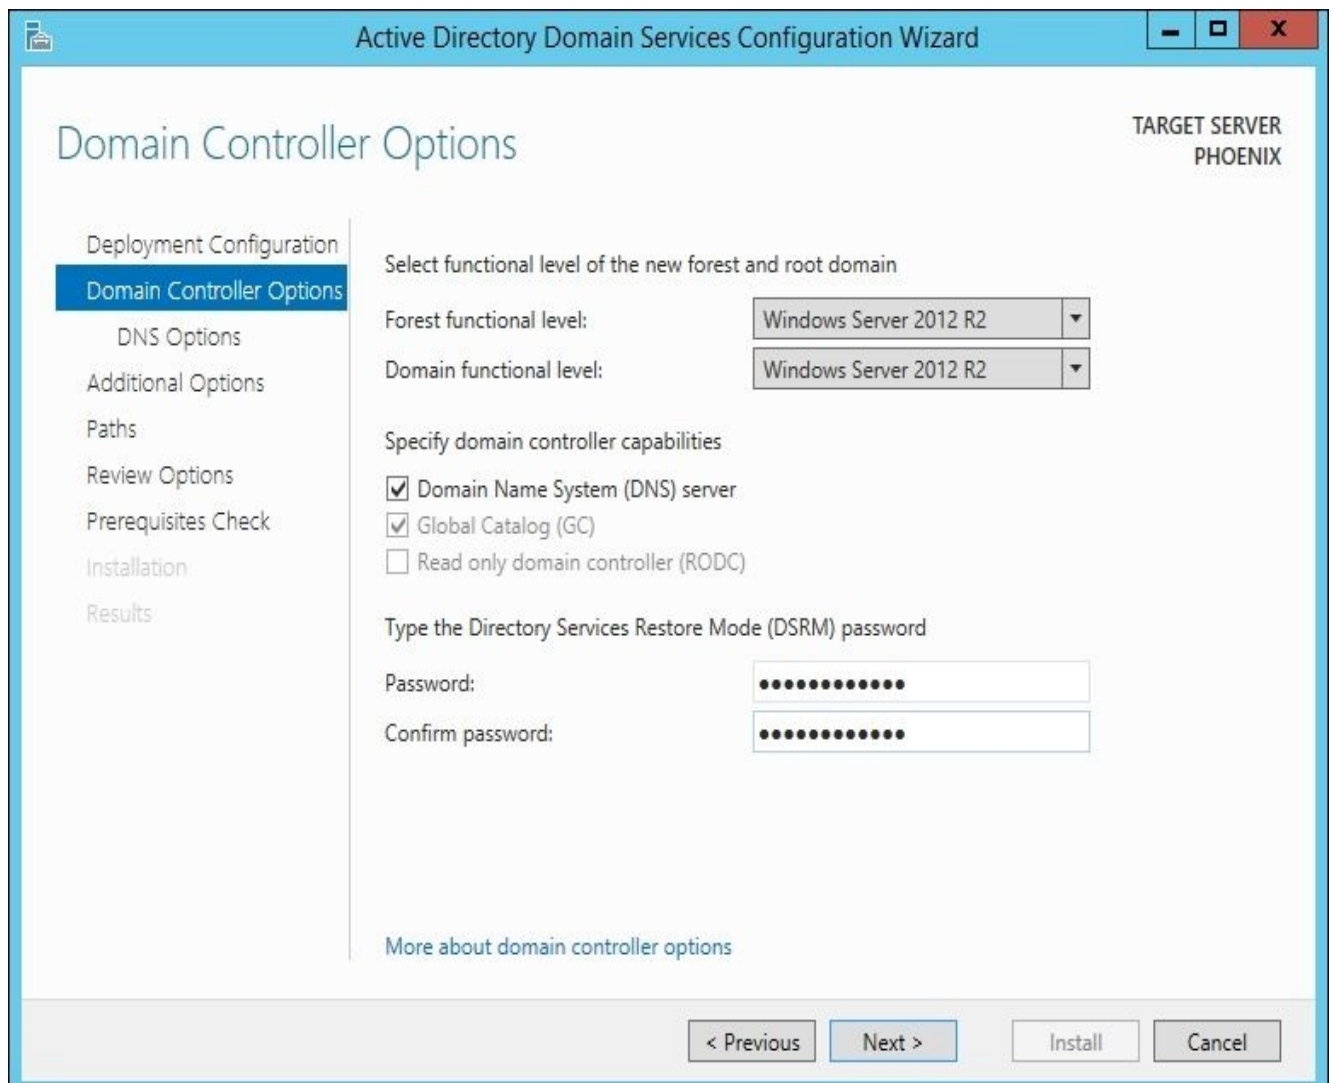 Active Directory Domain Services Configuration Wizard
Domain Controller Options
TARGET SERVER
PHOENIX
Deployment Configuration
Domain Controller Options
DNS Options
Additional Options
Paths
Review Options
Prerequisites Check
Installation
Results
Select functional level of the new forest and root domain
Forest functional level: Windows Server 2012 R2
Domain functional level: Windows Server 2012 R2
Specify domain controller capabilities
Domain Name System (DNS) server
Global Catalog (GC)
Read only domain controller (RODC)
Type the Directory Services Restore Mode (DSRM) password
Password: ●●●●●●●●●●●●
Confirm password: ●●●●●●●●●●●●
More about domain controller options
< Previous Next > Install Cancel